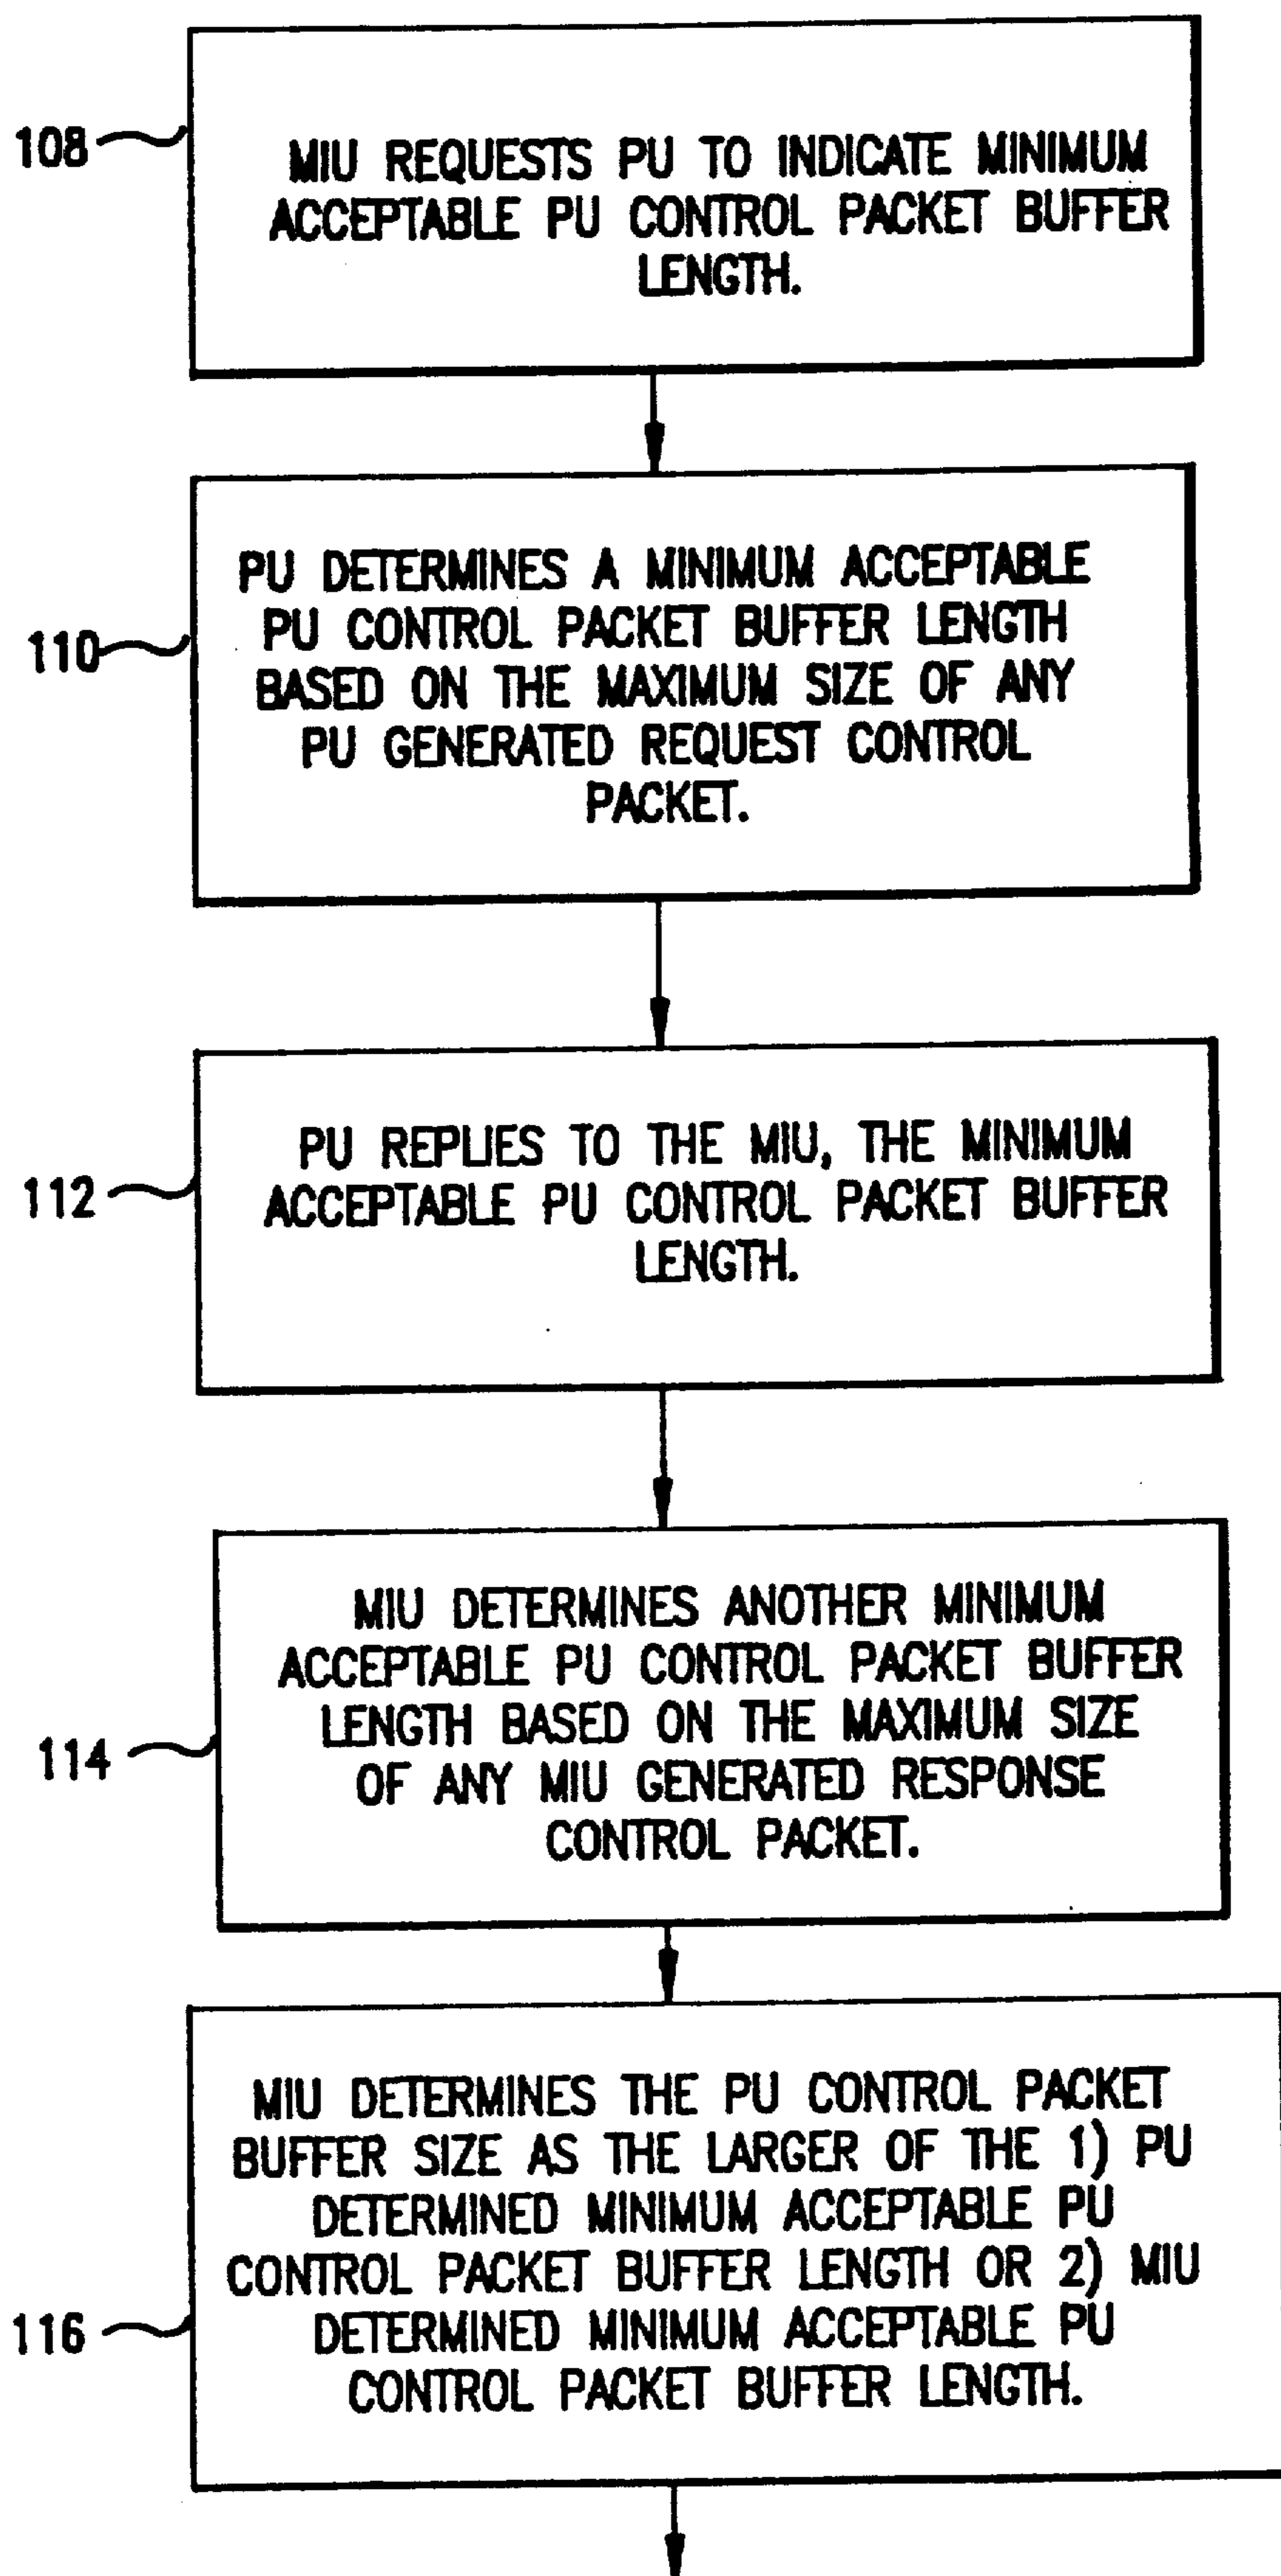 108
MIU REQUESTS PU TO INDICATE MINIMUM
ACCEPTABLE PU CONTROL PACKET BUFFER
LENGTH.
110
PU DETERMINES A MINIMUM ACCEPTABLE
PU CONTROL PACKET BUFFER LENGTH
BASED ON THE MAXIMUM SIZE OF ANY
PU GENERATED REQUEST CONTROL
PACKET.
112
PU REPLIES TO THE MIU, THE MINIMUM
ACCEPTABLE PU CONTROL PACKET BUFFER
LENGTH.
114
MIU DETERMINES ANOTHER MINIMUM
ACCEPTABLE PU CONTROL PACKET BUFFER
LENGTH BASED ON THE MAXIMUM SIZE
OF ANY MIU GENERATED RESPONSE
CONTROL PACKET.
116
MIU DETERMINES THE PU CONTROL PACKET
BUFFER SIZE AS THE LARGER OF THE 1) PU
DETERMINED MINIMUM ACCEPTABLE PU
CONTROL PACKET BUFFER LENGTH OR 2) MIU
DETERMINED MINIMUM ACCEPTABLE PU
CONTROL PACKET BUFFER LENGTH.